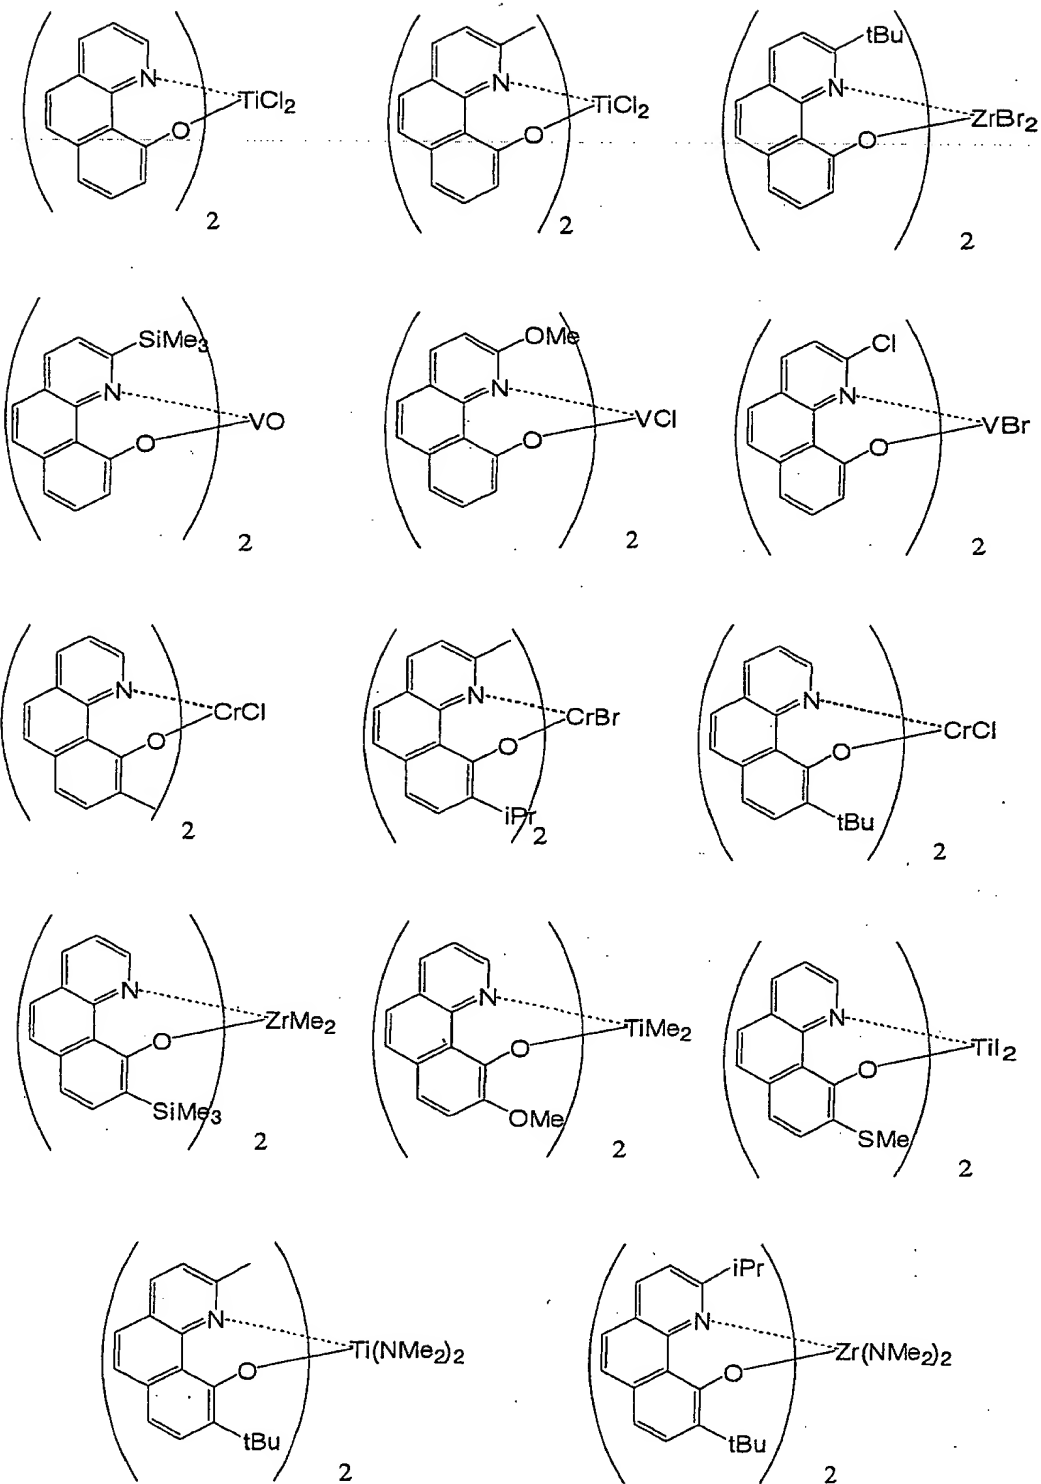 N O TiCl2 2
N O TiCl2 2
tBu N O ZrBr2 2
SiMe3 N O VO 2
OMe N O VCl 2
Cl N O VBr 2
N O CrCl 2
N O CrBr iPr 2
N O CrCl tBu 2
N O ZrMe2 SiMe3 2
N O TiMe2 OMe 2
N O TiI2 SMe 2
N O Ti(NMe2)2 tBu 2
iPr N O Zr(NMe2)2 tBu 2